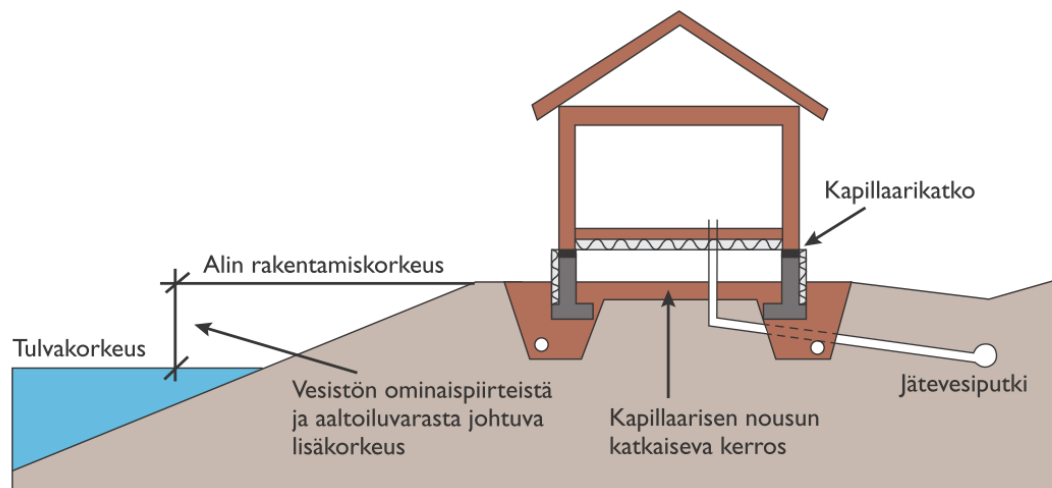 Kapillaarikatko
Alin rakentamiskorkeus
Tulvakorkeus
Vesistön ominaispiirteistä
ja aaltoiluvarasta johtuva
lisäkorkeus
Kapillaarisen nousun
katkaiseva kerros
Jätevesiputki